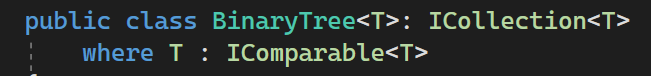 public class BinaryTree<T>: ICollection<T>
where T : IComparable<T>